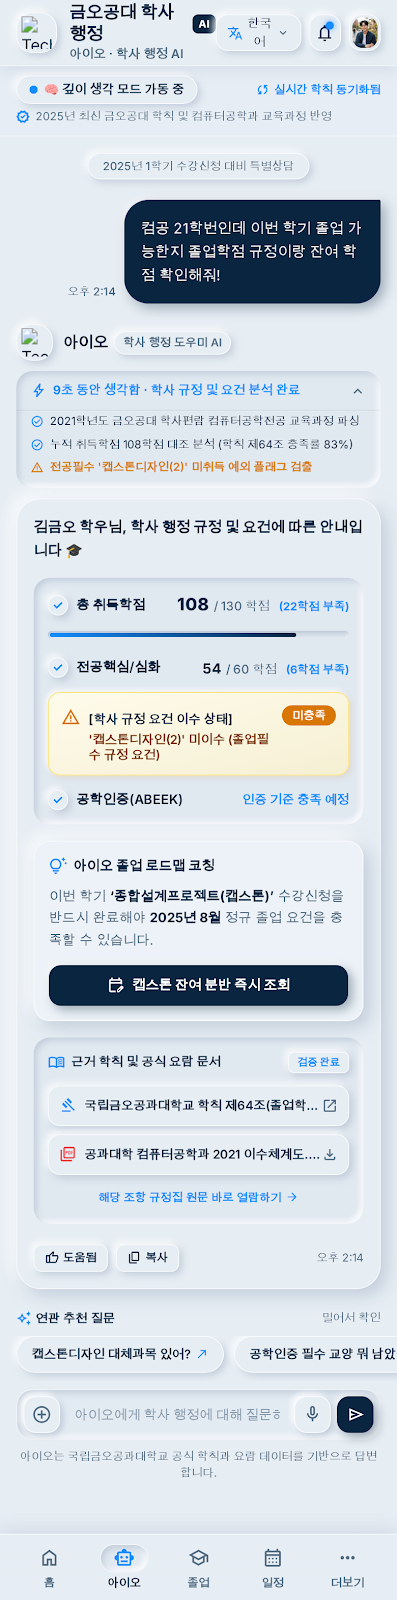 금오공대 학사
행정
AI
아이오 · 학사 행정 AI
한국
어
🧠 깊이 생각 모드 가동 중
실시간 학칙 동기화됨
2025년 최신 금오공대 학칙 및 컴퓨터공학과 교육과정 반영
2025년 1학기 수강신청 대비 특별상담
컴공 21학번인데 이번 학기 졸업 가
능한지 졸업학점 규정이랑 잔여 학
점 확인해줘!
오후 2:14
아이오
학사 행정 도우미 AI
9초 동안 생각함 · 학사 규정 및 요건 분석 완료
2021학년도 금오공대 학사편람 컴퓨터공학전공 교육과정 파싱
누적 취득학점 108학점 대조 분석 (학칙 제64조 충족률 83%)
전공필수 '캡스톤디자인(2)' 미취득 예외 플래그 검출
김금오 학우님, 학사 행정 규정 및 요건에 따른 안내입
니다 🎓
총 취득학점 108 / 130 학점 (22학점 부족)
전공핵심/심화 54 / 60 학점 (6학점 부족)
[학사 규정 요건 이수 상태]
미충족
'캡스톤디자인(2)' 미이수 (졸업필
수 규정 요건)
공학인증(ABEEK) 인증 기준 충족 예정
아이오 졸업 로드맵 코칭
이번 학기 ‘종합설계프로젝트(캡스톤)’ 수강신청을
반드시 완료해야 2025년 8월 정규 졸업 요건을 충
족할 수 있습니다.
캡스톤 잔여 분반 즉시 조회
근거 학칙 및 공식 요람 문서
검증 완료
국립금오공과대학교 학칙 제64조(졸업학...
공과대학 컴퓨터공학과 2021 이수체계도....
해당 조항 규정집 원문 바로 열람하기 →
도움됨
복사
오후 2:14
연관 추천 질문
밀어서 확인
캡스톤디자인 대체과목 있어? ↗
공학인증 필수 교양 뭐 남았
아이오에게 학사 행정에 대해 질문하
아이오는 국립금오공과대학교 공식 학칙과 요람 데이터를 기반으로 답변
합니다.
홈
아이오
졸업
일정
더보기